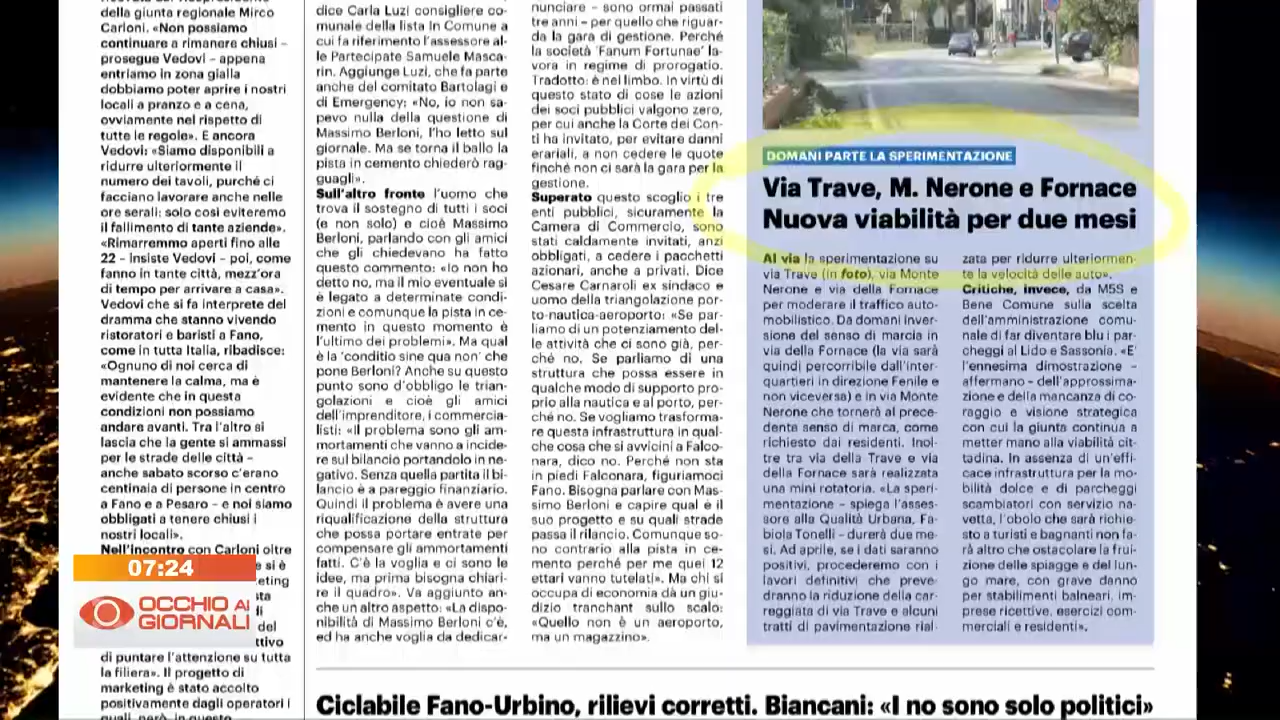 della giunta regionale Mirco
Carloni. «Non possiamo
continuare a rimanere chiusi –
prosegue Vedovi – appena
entriamo in zona gialla
dobbiamo poter aprire i nostri
locali a pranzo e a cena,
ovviamente nel rispetto di
tutte le regole». E ancora
Vedovi: «Siamo disponibili a
ridurre ulteriormente il
numero dei tavoli, purché ci
facciano lavorare anche nelle
ore serali: solo così eviteremo
il fallimento di tante aziende».
«Rimarremmo aperti fino alle
22 – insiste Vedovi – poi, come
fanno in tante città, mezz'ora
di tempo per arrivare a casa».
Vedovi che si fa interprete del
dramma che stanno vivendo
ristoratori e baristi a Fano,
come in tutta Italia, ribadisce:
«Ognuno di noi cerca di
mantenere la calma, ma è
evidente che in questa
condizioni non possiamo
andare avanti. Tra l'altro si
lascia che la gente si ammassi
per le strade delle città –
anche sabato scorso c'erano
centinaia di persone in centro
a Fano e a Pesaro – e noi siamo
obbligati a tenere chiusi i
nostri locali».
Nell'incontro con Carloni oltre
e si è
eting
sta
li
del
ttivo
di puntare l'attenzione su tutta
la filiera». Il progetto di
marketing è stato accolto
positivamente dagli operatori i
quali, però, in questo
dice Carla Luzi consigliere co-
munale della lista In Comune a
cui fa riferimento l'assessore al-
le Partecipate Samuele Masca-
rin. Aggiunge Luzi, che fa parte
anche del comitato Bartolagi e
di Emergency: «No, io non sa-
pevo nulla della questione di
Massimo Berloni, l'ho letto sul
giornale. Ma se torna il ballo la
pista in cemento chiederò rag-
guagli».
Sull'altro fronte l'uomo che
trova il sostegno di tutti i soci
(e non solo) e cioè Massimo
Berloni, parlando con gli amici
che gli chiedevano ha fatto
questo commento: «Io non ho
detto no, ma il mio eventuale sì
è legato a determinate condi-
zioni e comunque la pista in ce-
mento in questo momento è
l'ultimo dei problemi». Ma qual
è la 'conditio sine qua non' che
pone Berloni? Anche su questo
punto sono d'obbligo le trian-
golazioni e cioè gli amici
dell'imprenditore, i commercia-
listi: «Il problema sono gli am-
mortamenti che vanno a incide-
re sul bilancio portandolo in ne-
gativo. Senza quella partita il bi-
lancio è a pareggio finanziario.
Quindi il problema è avere una
riqualificazione della struttura
che possa portare entrate per
compensare gli ammortamenti
fatti. C'è la voglia e ci sono le
idee, ma prima bisogna chiari-
re il quadro». Va aggiunto an-
che un altro aspetto: «La dispo-
nibilità di Massimo Berloni c'è,
ed ha anche voglia da dedicar-
nunciare – sono ormai passati
tre anni – per quello che riguar-
da la gara di gestione. Perché
la società 'Fanum Fortunae' la-
vora in regime di prorogatio.
Tradotto: è nel limbo. In virtù di
questo stato di cose le azioni
dei soci pubblici valgono zero,
per cui anche la Corte dei Con-
ti ha invitato, per evitare danni
erariali, a non cedere le quote
finché non ci sarà la gara per la
gestione.
Superato questo scoglio i tre
enti pubblici, sicuramente la
Camera di Commercio, sono
stati caldamente invitati, anzi
obbligati, a cedere i pacchetti
azionari, anche a privati. Dice
Cesare Carnaroli ex sindaco e
uomo della triangolazione por-
to-nautica-aeroporto: «Se par-
liamo di un potenziamento del-
le attività che ci sono già, per-
ché no. Se parliamo di una
struttura che possa essere in
qualche modo di supporto pro-
prio alla nautica e al porto, per-
ché no. Se vogliamo trasforma-
re questa infrastruttura in qual-
che cosa che si avvicini a Falco-
nara, dico no. Perché non sta
in piedi Falconara, figuriamoci
Fano. Bisogna parlare con Mas-
simo Berloni e capire qual è il
suo progetto e su quali strade
passa il rilancio. Comunque so-
no contrario alla pista in ce-
mento perché per me quei 12
ettari vanno tutelati». Ma chi si
occupa di economia dà un giu-
dizio tranchant sullo scalo:
«Quello non è un aeroporto,
ma un magazzino».
DOMANI PARTE LA SPERIMENTAZIONE
Via Trave, M. Nerone e Fornace
Nuova viabilità per due mesi
Al via la sperimentazione su
via Trave (in foto), via Monte
Nerone e via della Fornace
per moderare il traffico auto-
mobilistico. Da domani inver-
sione del senso di marcia in
via della Fornace (la via sarà
quindi percorribile dall'inter-
quartieri in direzione Fenile e
non viceversa) e in via Monte
Nerone che tornerà al prece-
dente senso di marca, come
richiesto dai residenti. Inol-
tre tra via della Trave e via
della Fornace sarà realizzata
una mini rotatoria. «La speri-
mentazione – spiega l'asses-
sore alla Qualità Urbana, Fa-
biola Tonelli – durerà due me-
si. Ad aprile, se i dati saranno
positivi, procederemo con i
lavori definitivi che preve-
dranno la riduzione della car-
reggiata di via Trave e alcuni
tratti di pavimentazione rial-
zata per ridurre ulteriormen-
te la velocità delle auto».
Critiche, invece, da M5S e
Bene Comune sulla scelta
dell'amministrazione comu-
nale di far diventare blu i par-
cheggi al Lido e Sassonia. «E'
l'ennesima dimostrazione –
affermano – dell'approssima-
zione e della mancanza di co-
raggio e visione strategica
con cui la giunta continua a
metter mano alla viabilità cit-
tadina. In assenza di un'effi-
cace infrastruttura per la mo-
bilità dolce e di parcheggi
scambiatori con servizio na-
vetta, l'obolo che sarà richie-
sto a turisti e bagnanti non fa-
rà altro che ostacolare la frui-
zione delle spiagge e del lun-
go mare, con grave danno
per stabilimenti balneari, im-
prese ricettive, esercizi com-
merciali e residenti».
Ciclabile Fano-Urbino, rilievi corretti. Biancani: «I no sono solo politici»
07:24
OCCHIO AI
GIORNALI